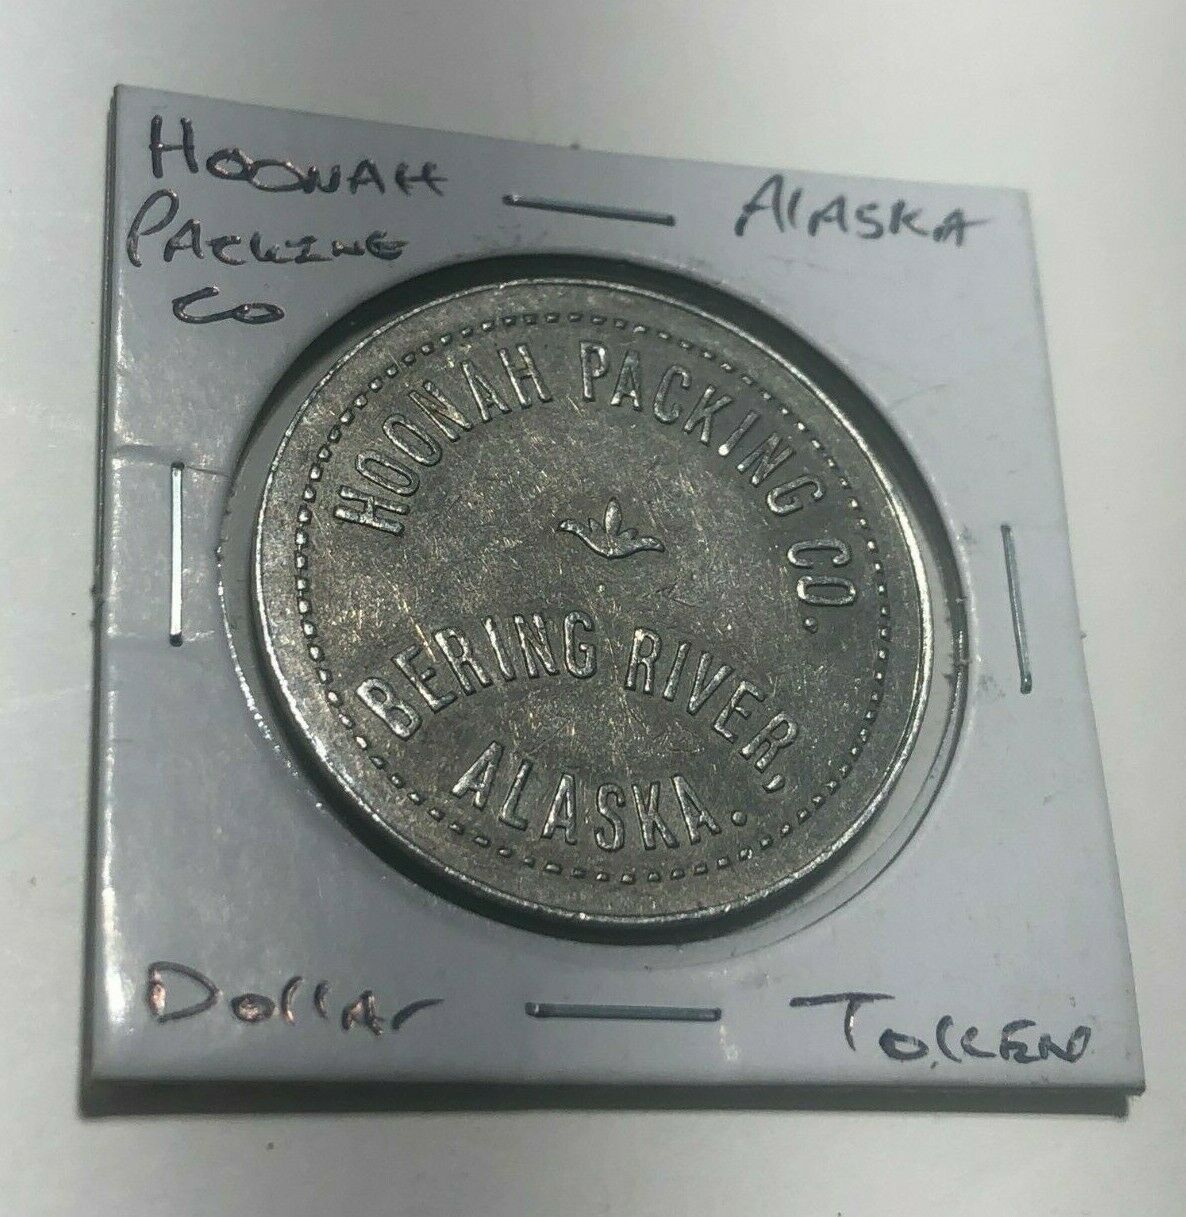 HOONAH
PACKING
CO
ALASKA
HOONAH PACKING CO.
BERING RIVER,
ALASKA.
Dollar
TOKEN